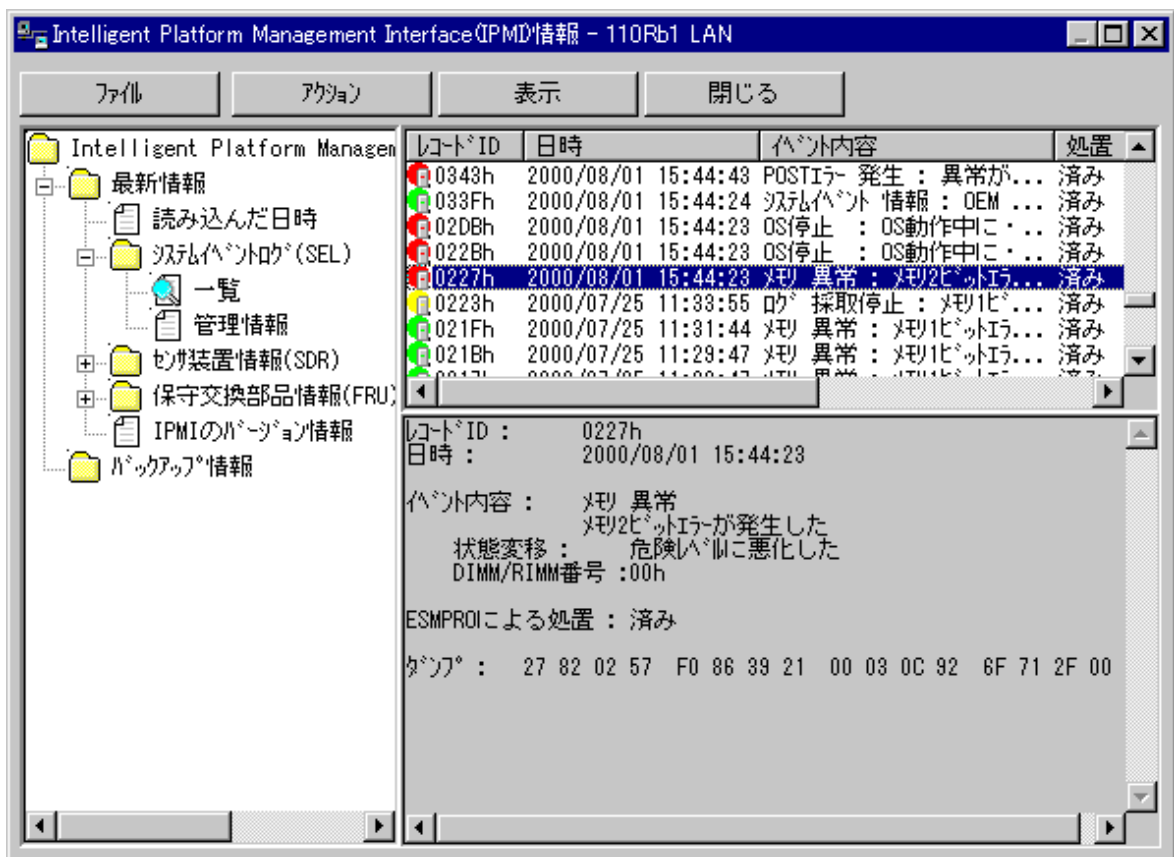 Intelligent Platform Management Interface(IPMI)情報 - 110Rb1 LAN
ﾌｧｲﾙ
ｱｸｼｮﾝ
表示
閉じる
Intelligent Platform Managem
最新情報
読み込んだ日時
ｼｽﾃﾑｲﾍﾞﾝﾄﾛｸﾞ(SEL)
一覧
管理情報
ｾﾝｻ装置情報(SDR)
保守交換部品情報(FRU)
IPMIのﾊﾞｰｼﾞｮﾝ情報
ﾊﾞｯｸｱｯﾌﾟ情報
ﾚｺｰﾄﾞID 日時 ｲﾍﾞﾝﾄ内容 処置
0343h 2000/08/01 15:44:43 POSTｴﾗｰ 発生 : 異常が... 済み
033Fh 2000/08/01 15:44:24 ｼｽﾃﾑｲﾍﾞﾝﾄ 情報 : OEM ... 済み
02DBh 2000/08/01 15:44:23 OS停止 : OS動作中に・.. 済み
022Bh 2000/08/01 15:44:23 OS停止 : OS動作中に・.. 済み
0227h 2000/08/01 15:44:23 ﾒﾓﾘ 異常 : ﾒﾓﾘ2ﾋﾞｯﾄｴﾗ... 済み
0223h 2000/07/25 11:33:55 ﾛｸﾞ 採取停止 : ﾒﾓﾘ1ﾋﾞ... 済み
021Fh 2000/07/25 11:31:44 ﾒﾓﾘ 異常 : ﾒﾓﾘ1ﾋﾞｯﾄｴﾗ... 済み
021Bh 2000/07/25 11:29:47 ﾒﾓﾘ 異常 : ﾒﾓﾘ1ﾋﾞｯﾄｴﾗ... 済み
ﾚｺｰﾄﾞID : 0227h
日時 : 2000/08/01 15:44:23
ｲﾍﾞﾝﾄ内容 : ﾒﾓﾘ 異常
ﾒﾓﾘ2ﾋﾞｯﾄｴﾗｰが発生した
状態変移 : 危険ﾚﾍﾞﾙに悪化した
DIMM/RIMM番号 :00h
ESMPROによる処置 : 済み
ﾀﾞﾝﾌﾟ : 27 82 02 57 F0 86 39 21 00 03 0C 92 6F 71 2F 00